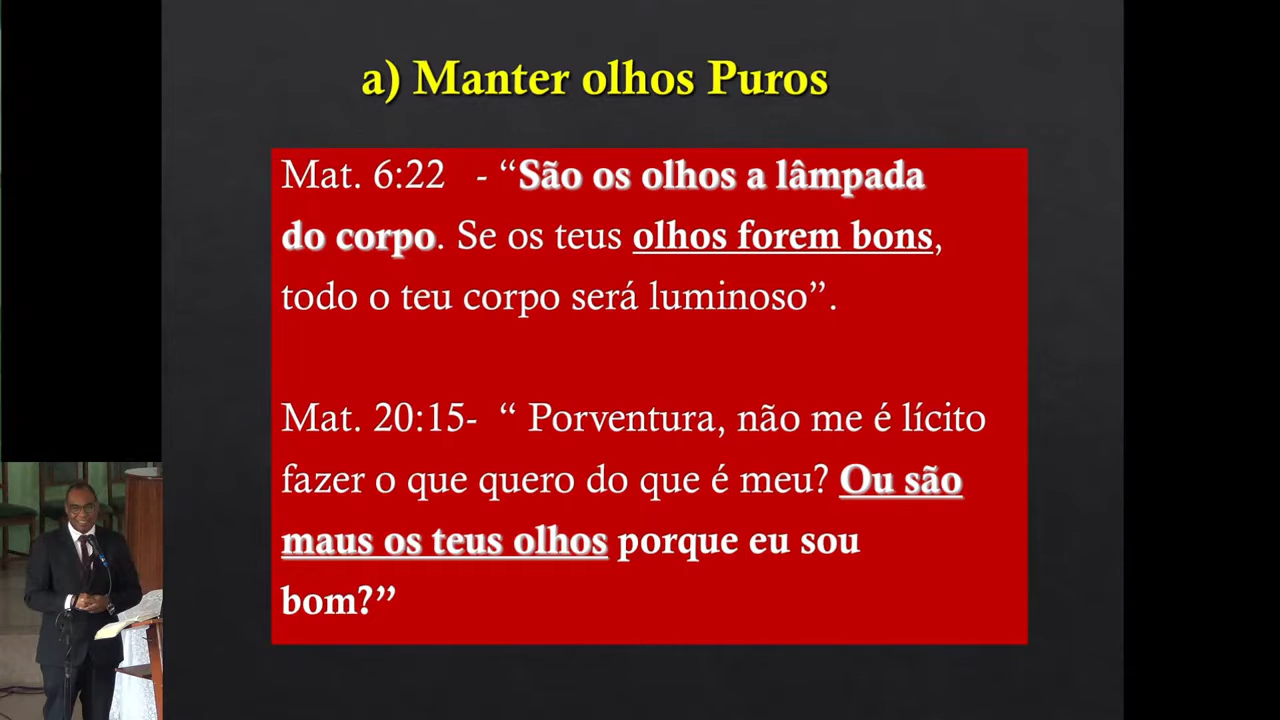 a) Manter olhos Puros
Mat. 6:22 - “São os olhos a lâmpada
do corpo. Se os teus olhos forem bons,
todo o teu corpo será luminoso”.
Mat. 20:15- “ Porventura, não me é lícito
fazer o que quero do que é meu? Ou são
maus os teus olhos porque eu sou
bom?”